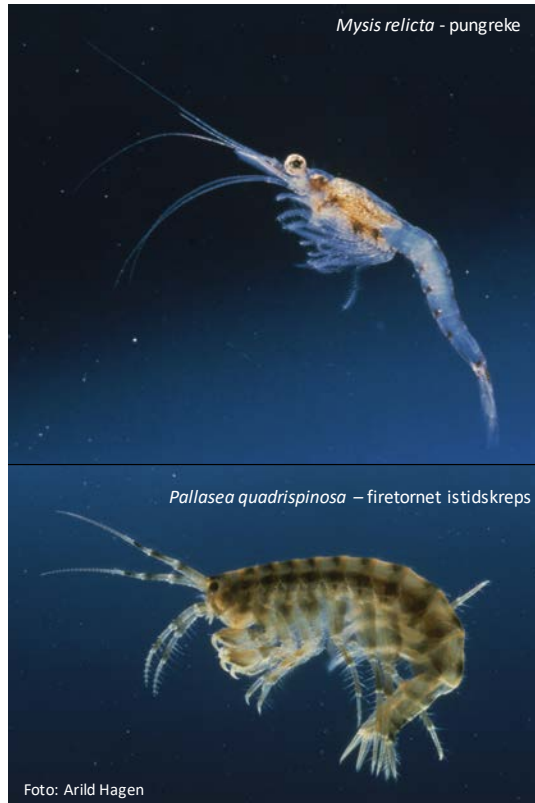 Mysis relicta - pungreke
Pallasea quadrispinosa – firetornet istidskreps
Foto: Arild Hagen